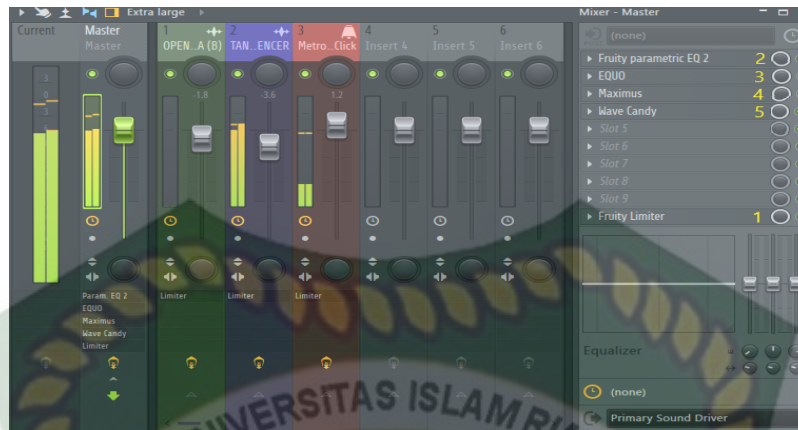 Extra large
Mixer - Master
Current
Master
Master
1
OPEN..A (B)
2
TAN..ENCER
3
Metro..Click
4
Insert 4
5
Insert 5
6
Insert 6
(none)
Fruity parametric EQ 2 2
EQUO 3
Maximus 4
Wave Candy 5
Slot 5
Slot 6
Slot 7
Slot 8
Slot 9
Fruity Limiter 1
3
0
3
-1.8
-3.6
1.2
Param. EQ 2
EQUO
Maximus
Wave Candy
Limiter
Limiter
Limiter
Limiter
Equalizer
(none)
Primary Sound Driver
UNIVERSITAS ISLAM